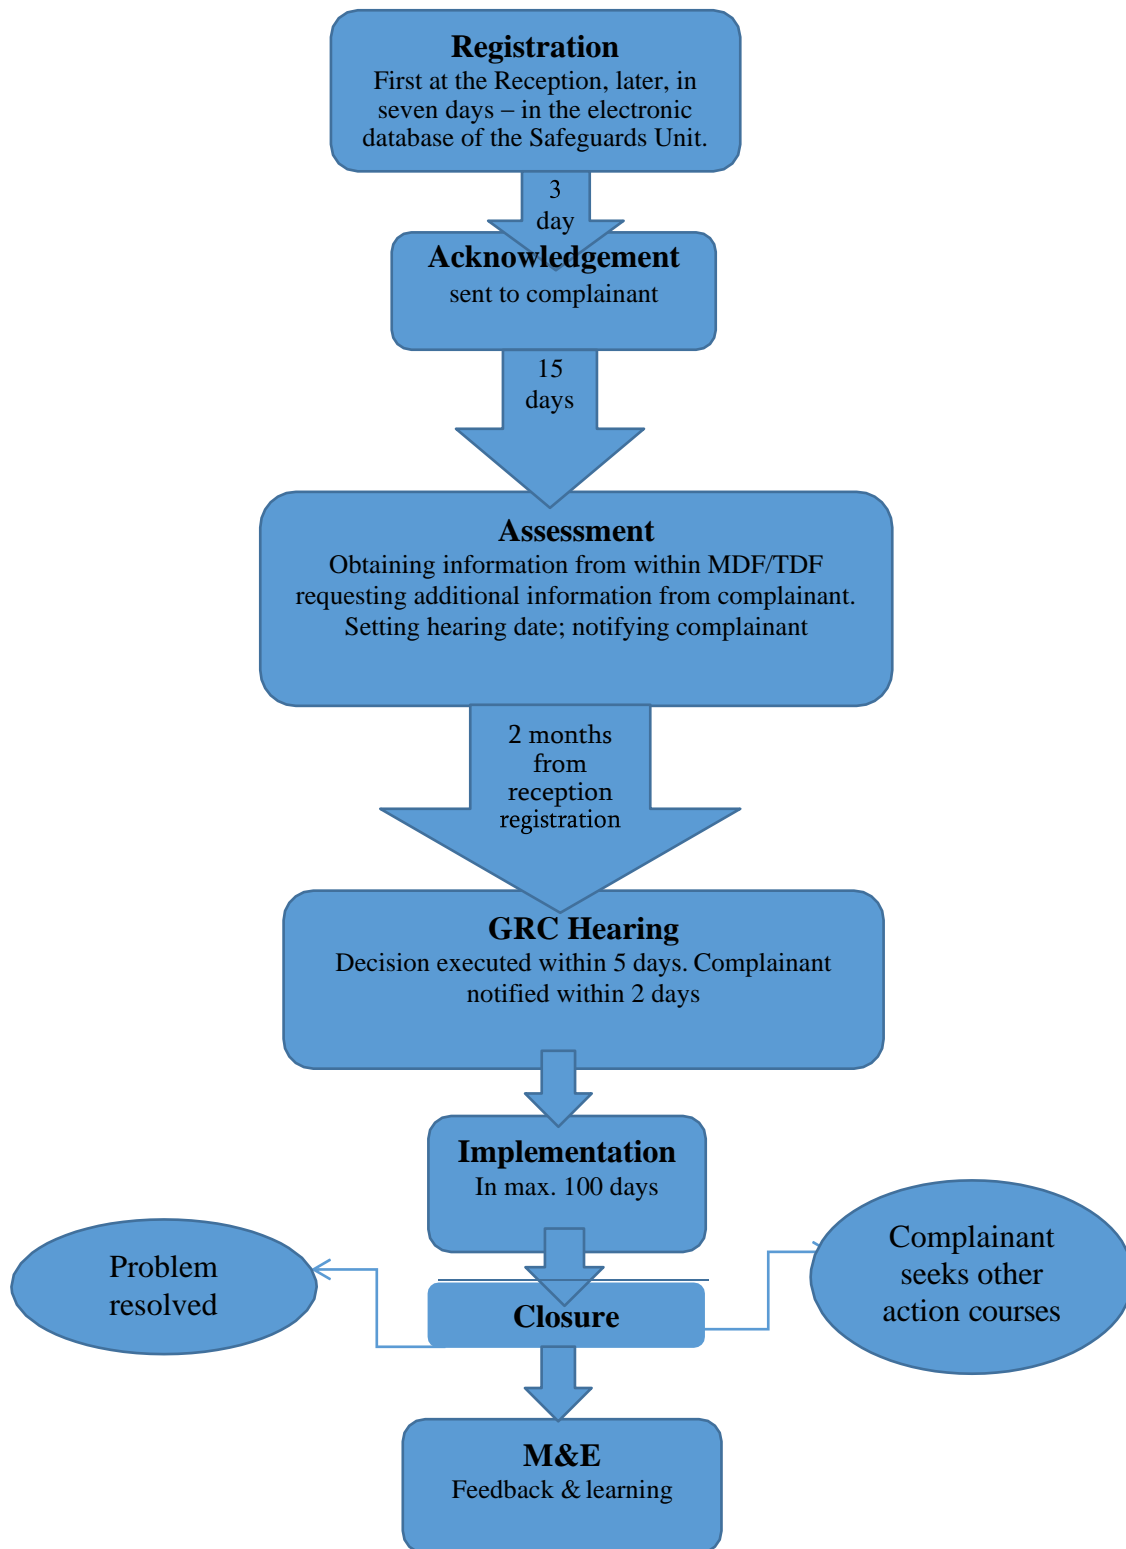 Registration
First at the Reception, later, in
seven days – in the electronic
database of the Safeguards Unit.
3
day
Acknowledgement
sent to complainant
15
days
Assessment
Obtaining information from within MDF/TDF
requesting additional information from complainant.
Setting hearing date; notifying complainant
2 months
from
reception
registration
GRC Hearing
Decision executed within 5 days. Complainant
notified within 2 days
Implementation
In max. 100 days
Problem
resolved
Complainant
seeks other
action courses
Closure
M&E
Feedback & learning